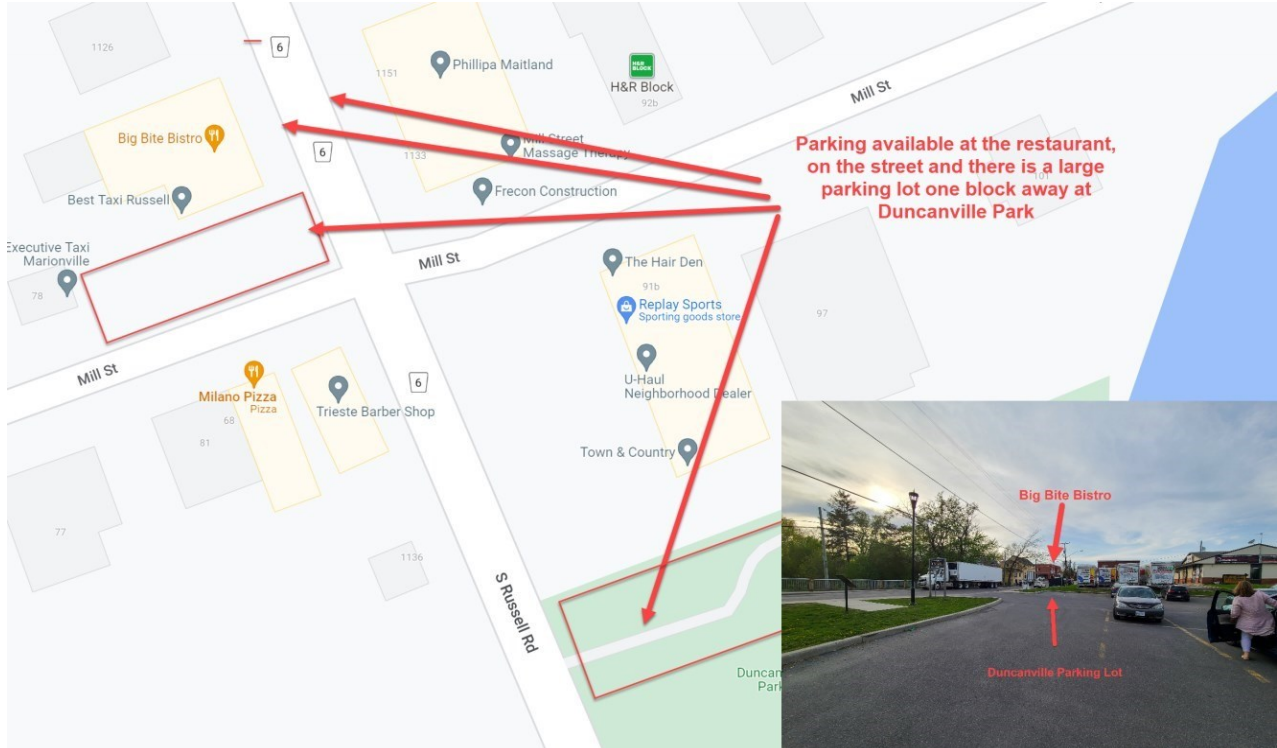 1126
6
1151
Phillipa Maitland
H&R
BLOCK
H&R Block
92b
Mill St
Big Bite Bistro
6
1133
Mill Street
Massage Therapy
Parking available at the restaurant,
on the street and there is a large
parking lot one block away at
Duncanville Park
101
Best Taxi Russell
Frecon Construction
Executive Taxi
Marionville
78
Mill St
The Hair Den
91b
Replay Sports
Sporting goods store
97
Mill St
6
U-Haul
Neighborhood Dealer
Milano Pizza
Pizza
68
81
Trieste Barber Shop
Town & Country
77
1136
S Russell Rd
Duncan
Park
Big Bite Bistro
Duncanville Parking Lot